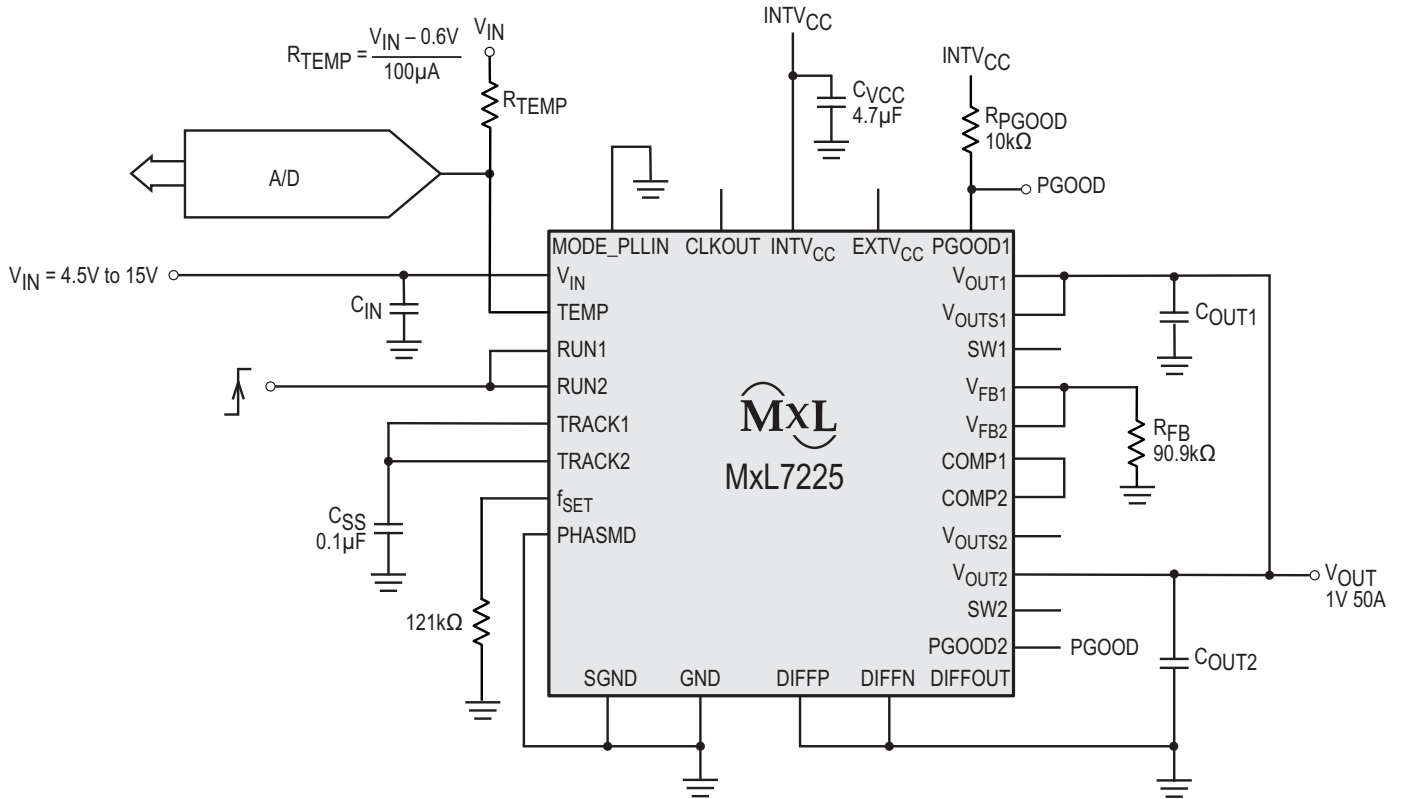 INTVCC
VIN
RTEMP = VIN – 0.6V
100µA
RTEMP
CVCC
4.7µF
INTVCC
RPGOOD
10kΩ
A/D
PGOOD
MODE_PLLIN CLKOUT INTVCC EXTVCC PGOOD1
VIN = 4.5V to 15V
VIN
TEMP
RUN1
RUN2
TRACK1
TRACK2
fSET
PHASMD
CIN
CSS
0.1µF
121kΩ
MXL
MxL7225
VOUT1
VOUTS1
SW1
VFB1
VFB2
COMP1
COMP2
VOUTS2
VOUT2
SW2
PGOOD2
PGOOD
COUT1
RFB
90.9kΩ
VOUT
1V 50A
COUT2
SGND GND DIFFP DIFFN DIFFOUT